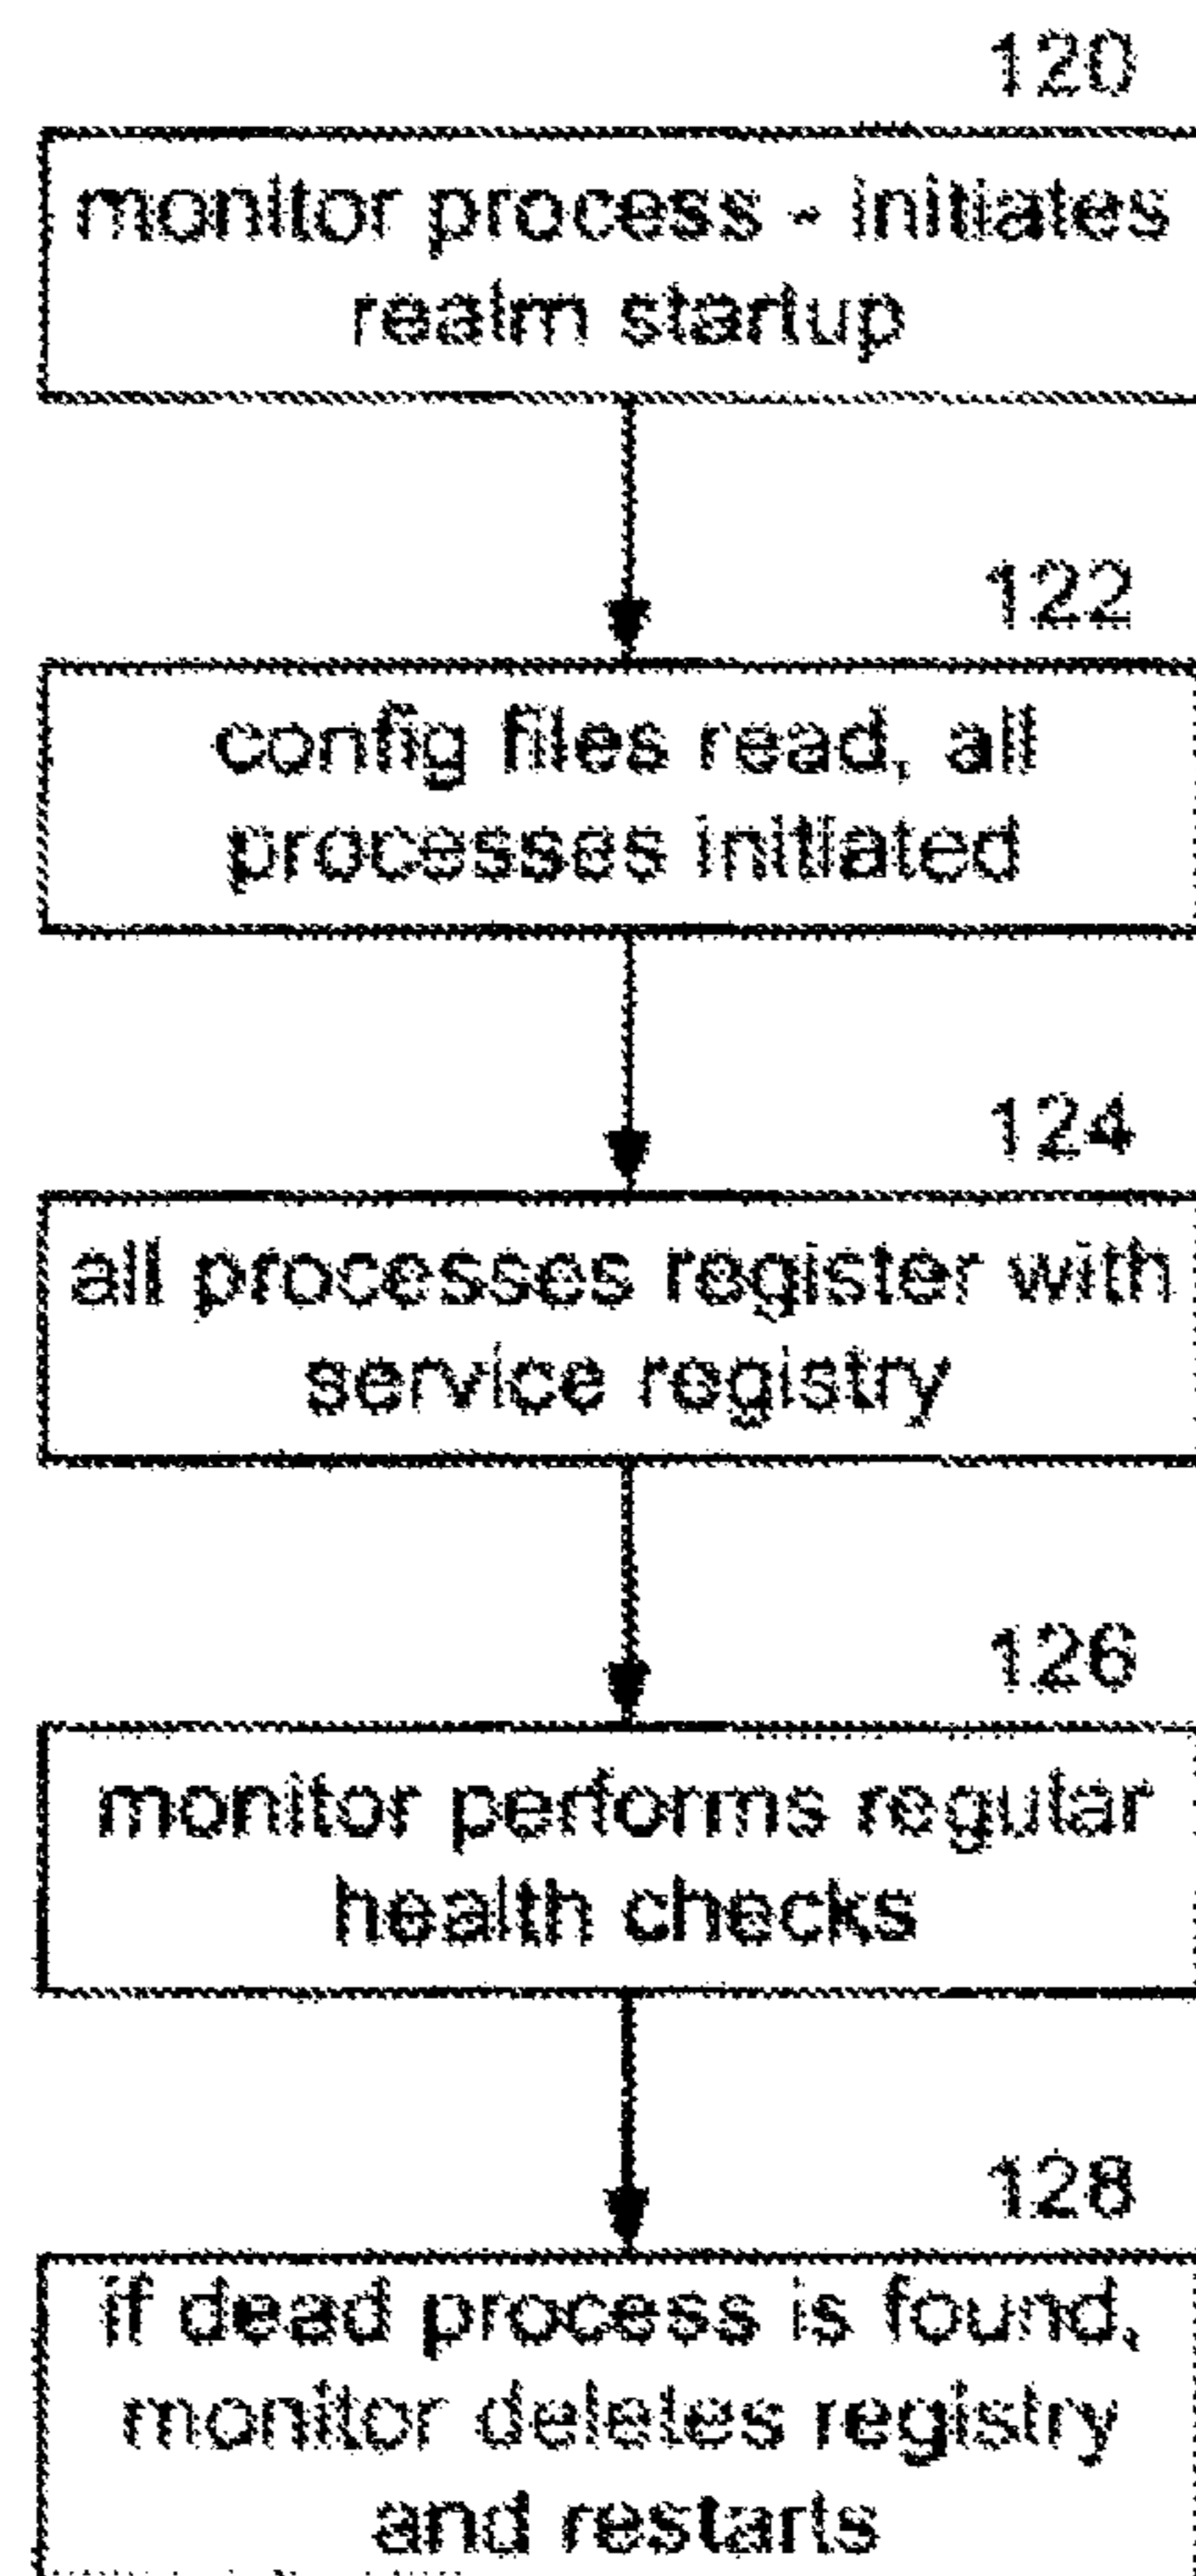 120
monitor process - initiates
realm startup
122
config files read, all
processes initiated
124
all processes register with
service registry
126
monitor performs regular
health checks
128
if dead process is found,
monitor deletes registry
and restarts